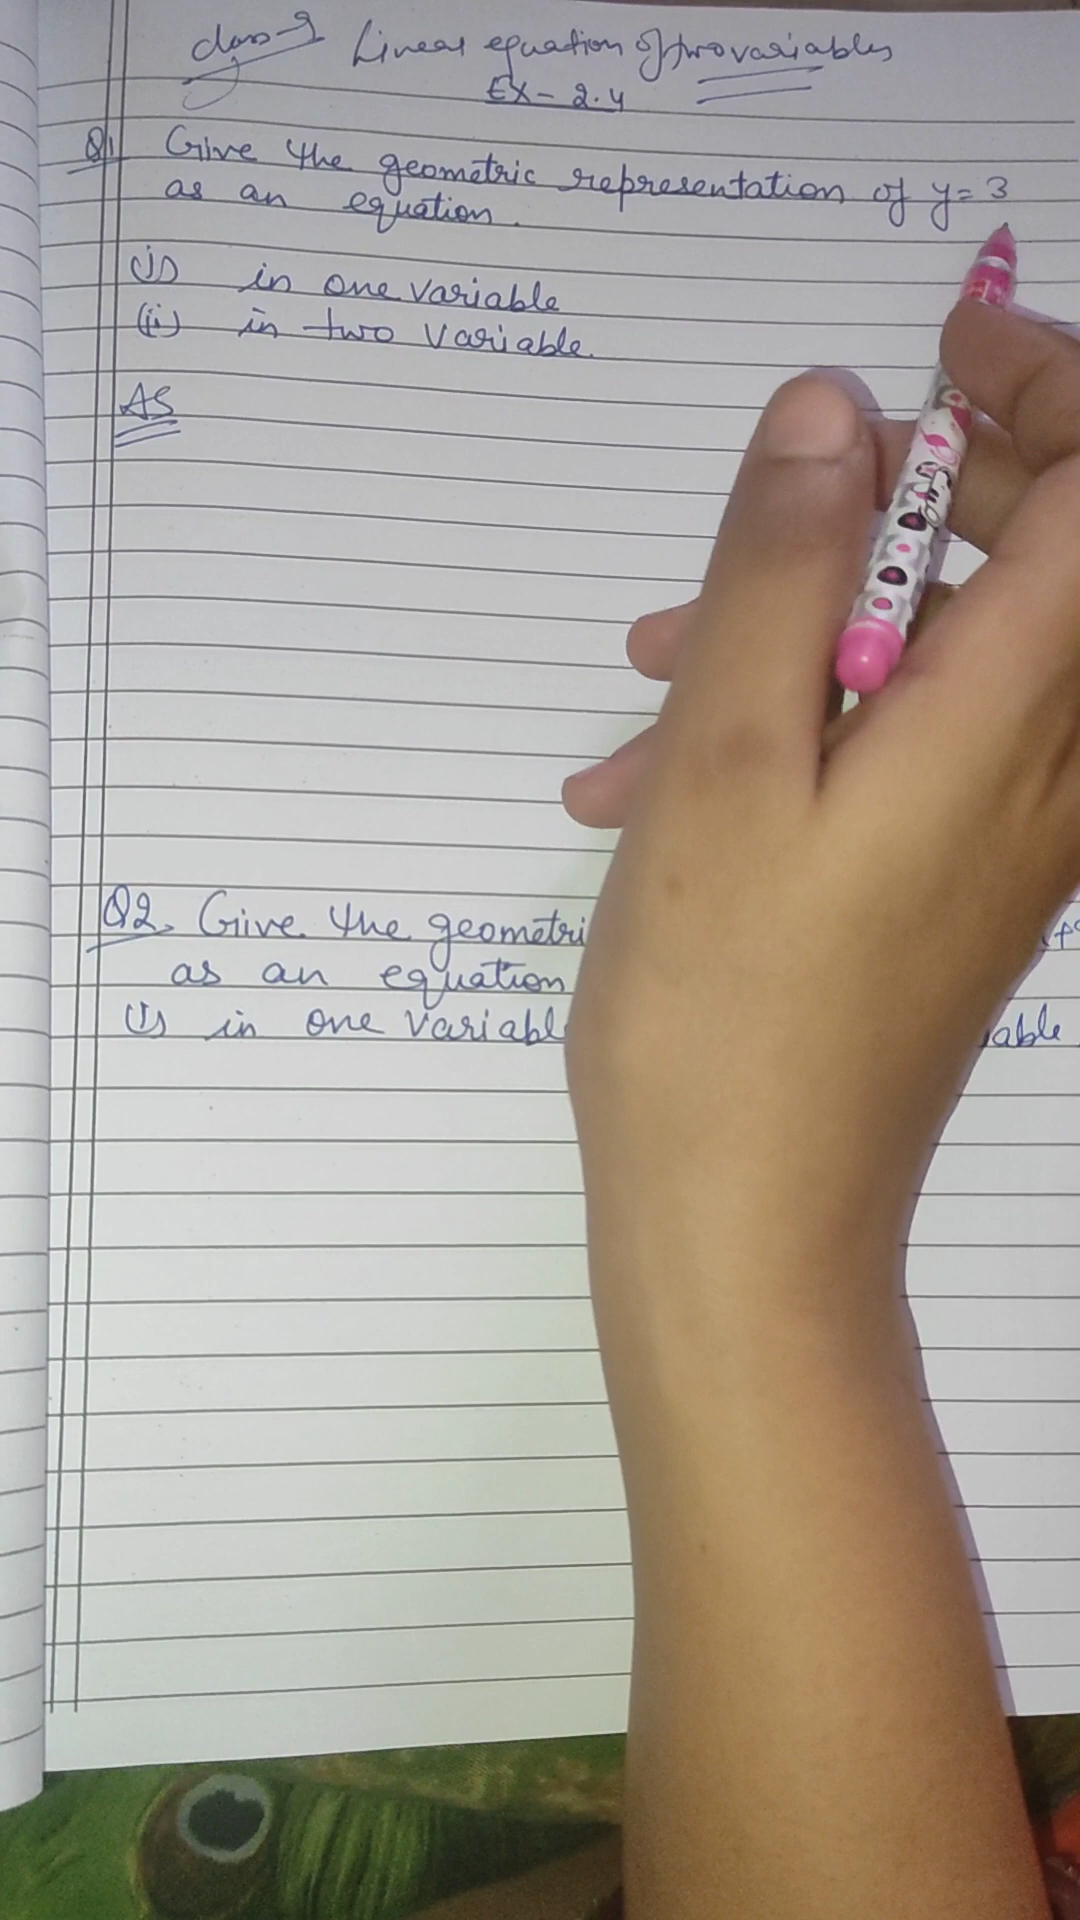 class-9 Linear equation of two variables
EX-2.4
Q1 Give the geometric representation of y=3
as an equation.
(i) in one variable
(ii) in two variable.
AS
Q2. Give the geometri
as an equation
(i) in one variabl able